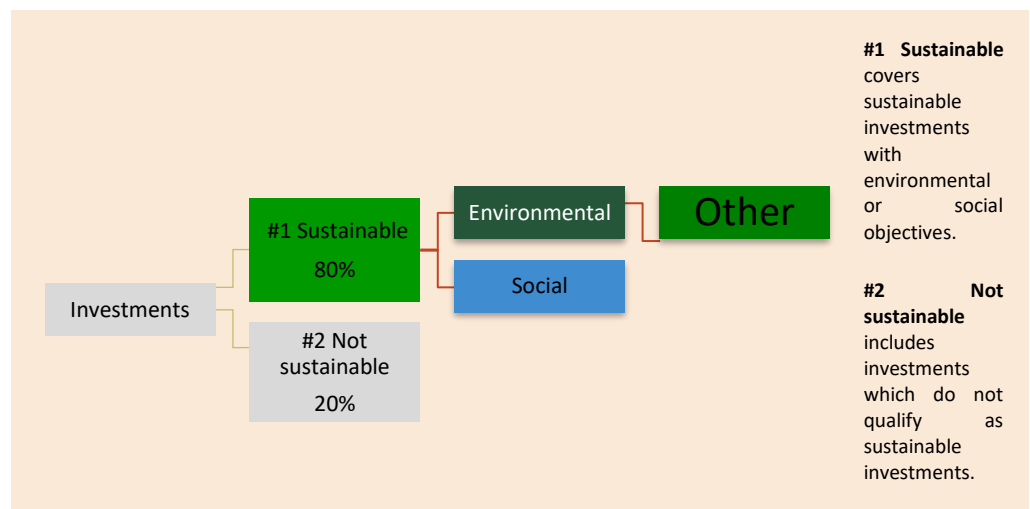 Investments
#1 Sustainable
80%
#2 Not
sustainable
20%
Environmental
Social
Other
#1 Sustainable
covers
sustainable
investments
with
environmental
or social
objectives.
#2 Not
sustainable
includes
investments
which do not
qualify as
sustainable
investments.